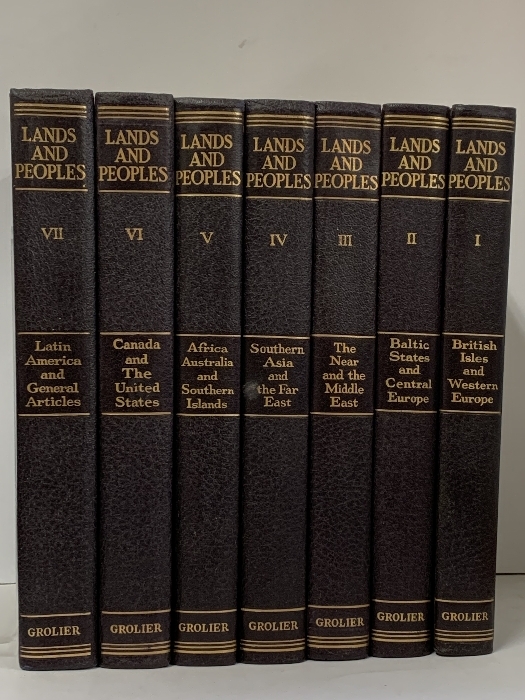 LANDS
AND
PEOPLES
VII
Latin
America
and
General
Articles
GROLIER
LANDS
AND
PEOPLES
VI
Canada
and
The
United
States
GROLIER
LANDS
AND
PEOPLES
V
Africa
Australia
and
Southern
Islands
GROLIER
LANDS
AND
PEOPLES
IV
Southern
Asia
and
the Far
East
GROLIER
LANDS
AND
PEOPLES
III
The
Near
and the
Middle
East
GROLIER
LANDS
AND
PEOPLES
II
Baltic
States
and
Central
Europe
GROLIER
LANDS
AND
PEOPLES
I
British
Isles
and
Western
Europe
GROLIER